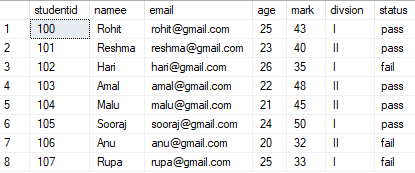 studentid namee email age mark divsion status
1 100 Rohit rohit@gmail.com 25 43 I pass
2 101 Reshma reshma@gmail.com 23 40 II pass
3 102 Hari hari@gmail.com 26 35 I fail
4 103 Amal amal@gmail.com 22 48 II pass
5 104 Malu malu@gmail.com 21 45 II pass
6 105 Sooraj sooraj@gmail.com 24 50 I pass
7 106 Anu anu@gmail.com 20 32 II fail
8 107 Rupa rupa@gmail.com 25 33 I fail